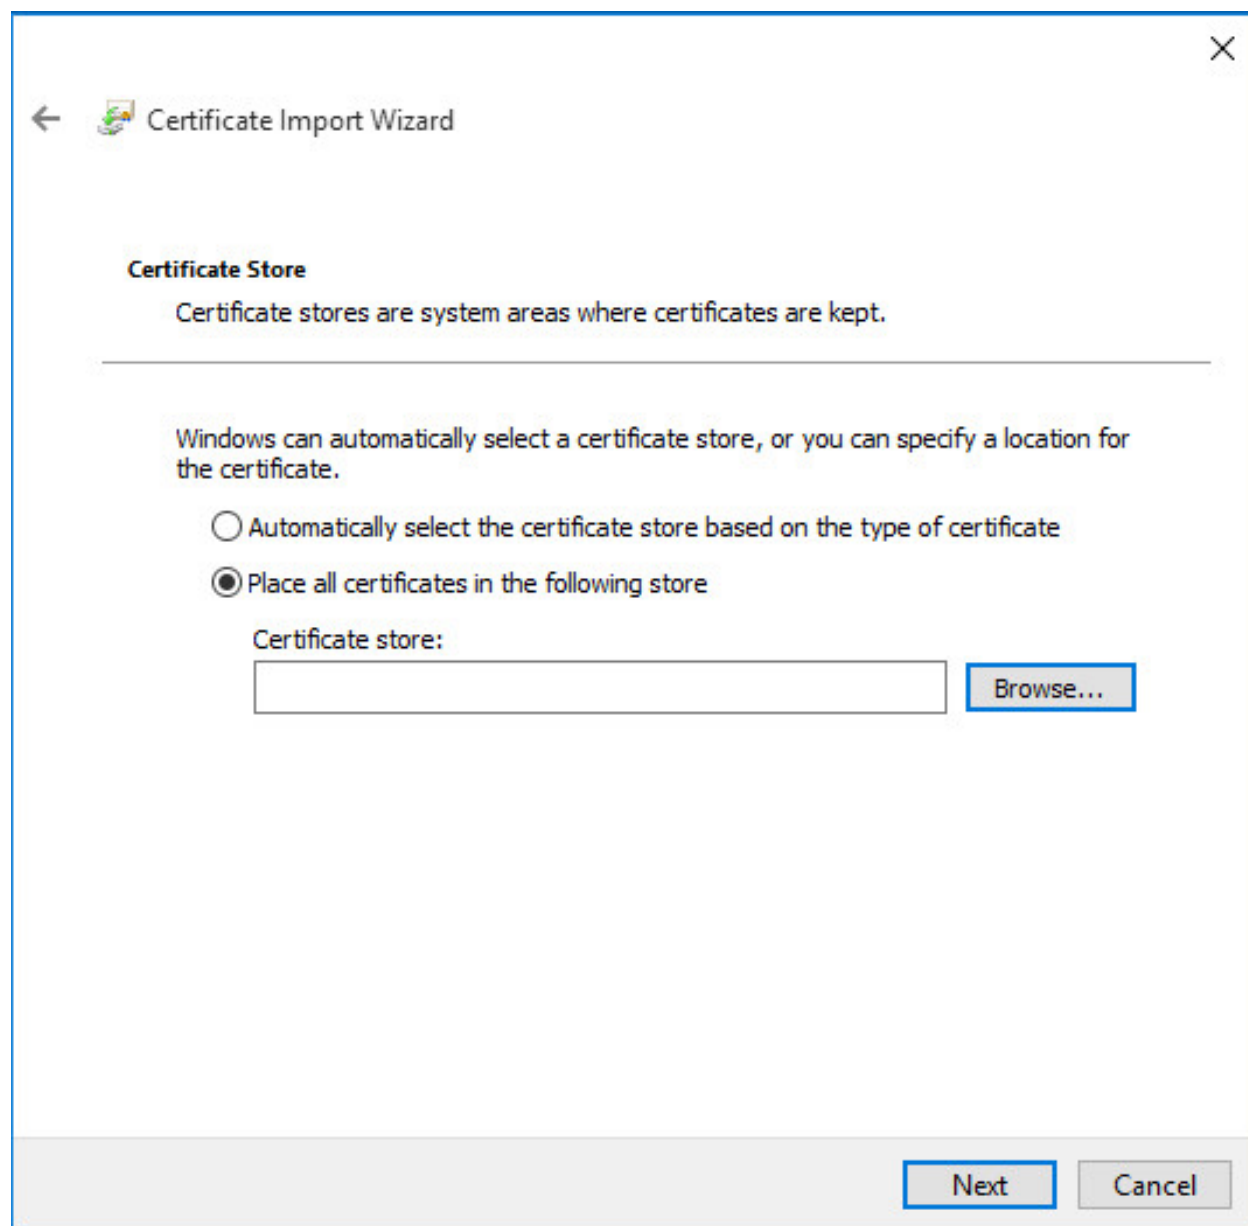 Certificate Import Wizard
Certificate Store
Certificate stores are system areas where certificates are kept.
Windows can automatically select a certificate store, or you can specify a location for
the certificate.
Automatically select the certificate store based on the type of certificate
Place all certificates in the following store
Certificate store:
Browse...
Next
Cancel